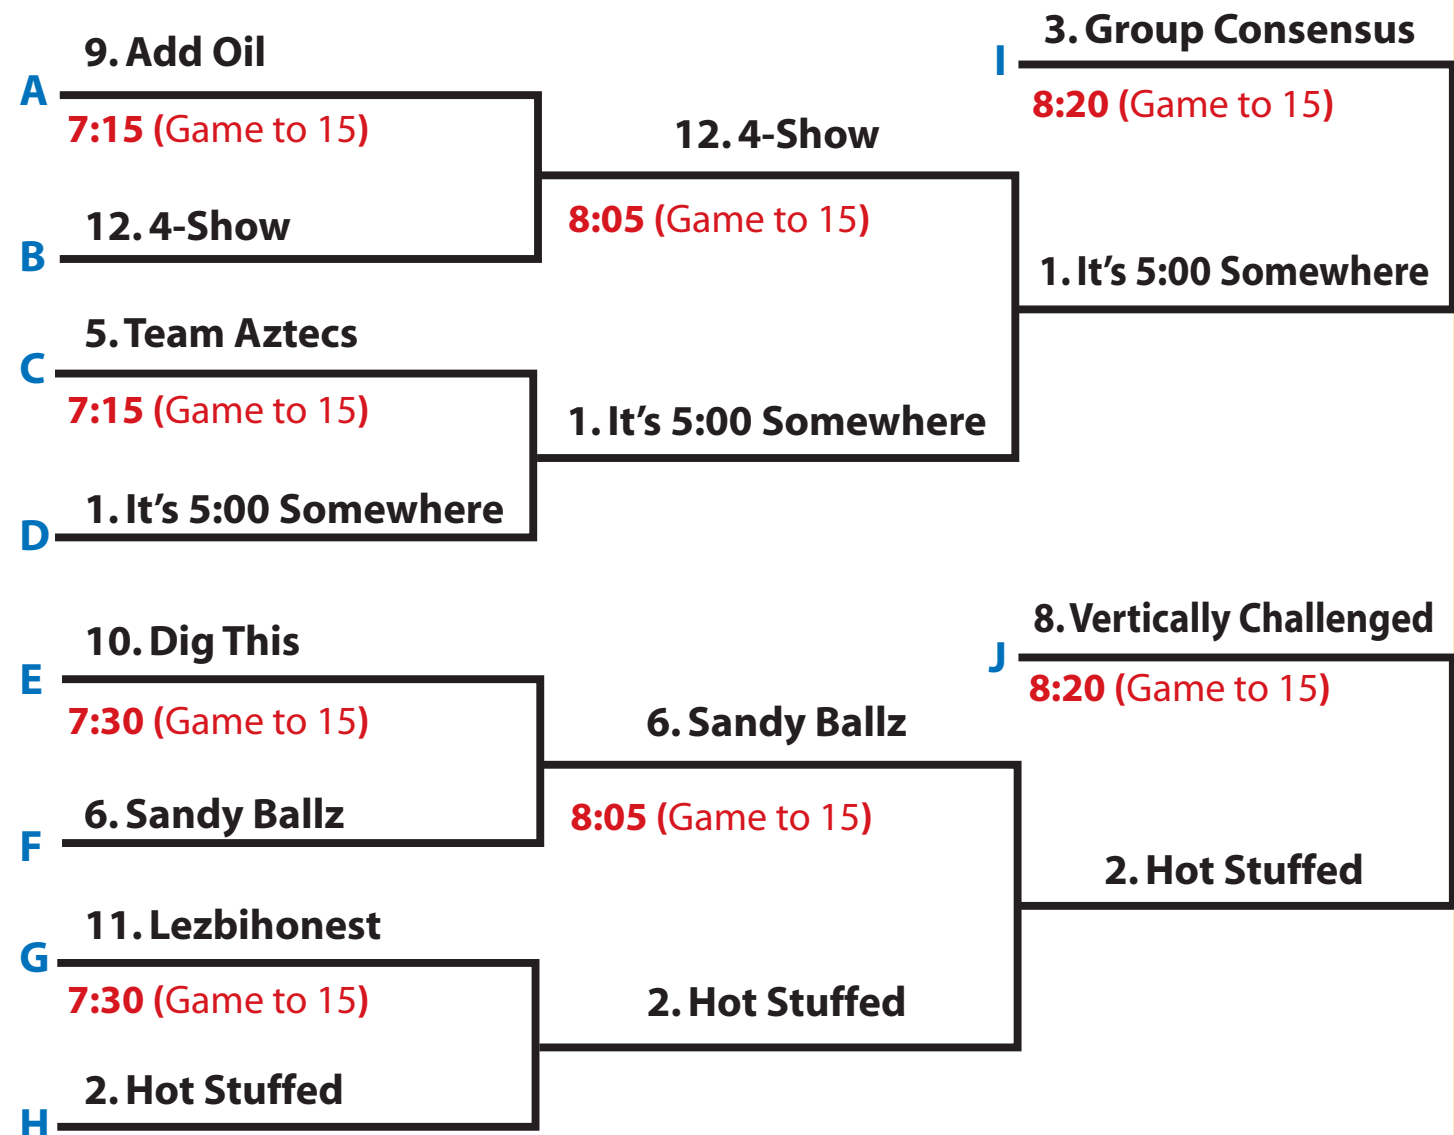 9. Add Oil
A
7:15 (Game to 15)
12. 4-Show
B
5. Team Aztecs
C
7:15 (Game to 15)
1. It's 5:00 Somewhere
D
12. 4-Show
8:05 (Game to 15)
1. It's 5:00 Somewhere
3. Group Consensus
I
8:20 (Game to 15)
1. It's 5:00 Somewhere
10. Dig This
E
7:30 (Game to 15)
6. Sandy Ballz
F
11. Lezbihonest
G
7:30 (Game to 15)
2. Hot Stuffed
H
6. Sandy Ballz
8:05 (Game to 15)
2. Hot Stuffed
8. Vertically Challenged
J
8:20 (Game to 15)
2. Hot Stuffed